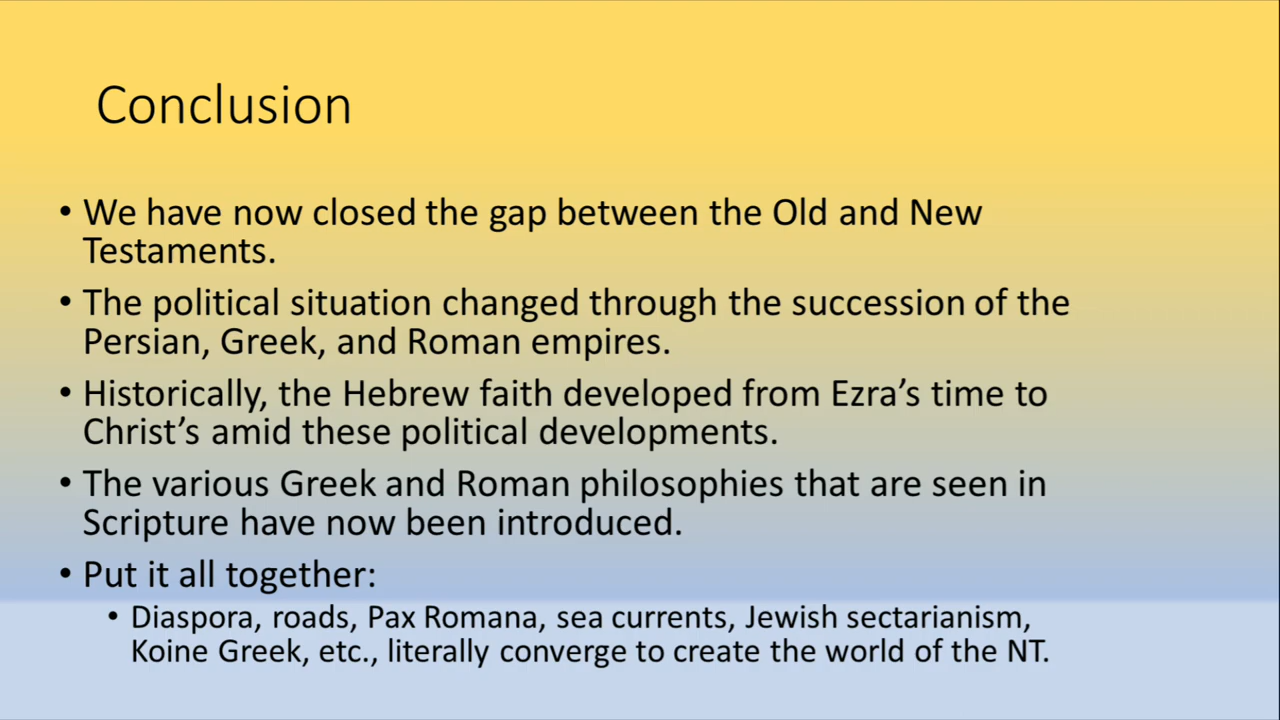 Conclusion
• We have now closed the gap between the Old and New
Testaments.
• The political situation changed through the succession of the
Persian, Greek, and Roman empires.
• Historically, the Hebrew faith developed from Ezra’s time to
Christ’s amid these political developments.
• The various Greek and Roman philosophies that are seen in
Scripture have now been introduced.
• Put it all together:
• Diaspora, roads, Pax Romana, sea currents, Jewish sectarianism,
Koine Greek, etc., literally converge to create the world of the NT.